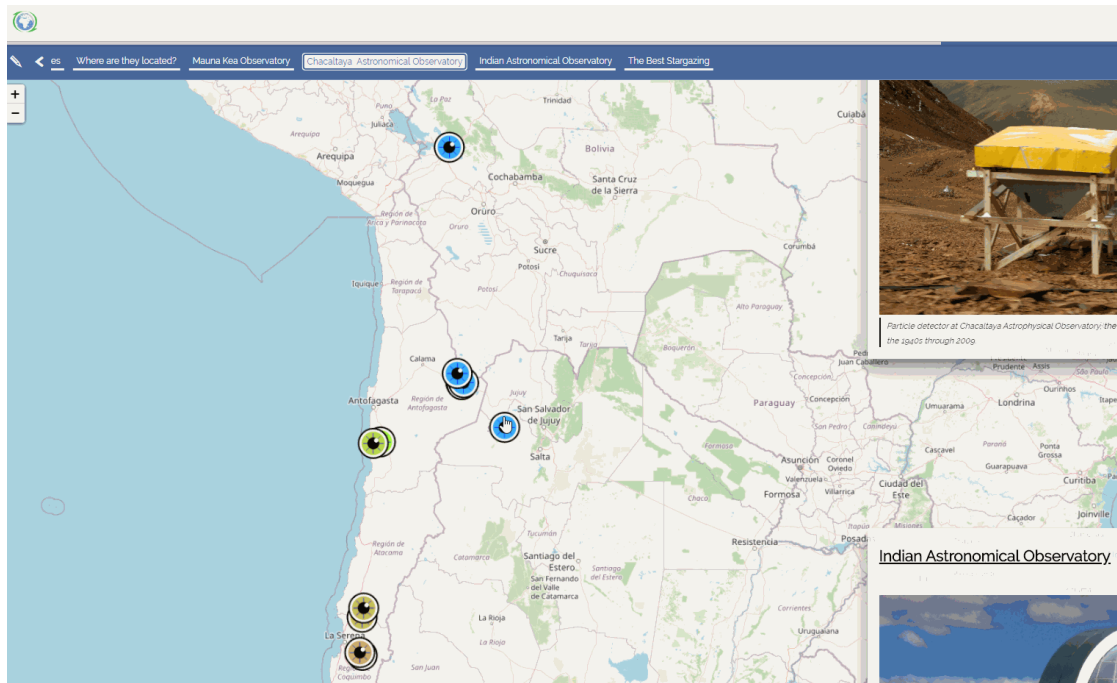 es
Where are they located?
Mauna Kea Observatory
Chacaltaya Astronomical Observatory
Indian Astronomical Observatory
The Best Stargazing
+
−
La Paz
Trinidad
Puno
Juliaca
Cuiabá
Arequipa
Bolivia
Arequipa
Moquegua
Cochabamba
Santa Cruz
de la Sierra
Región de
Arica y Parinacota
Oruro
Oruro
Sucre
Corumbá
Potosí
Chuquisaca
Iquique
Región de
Tarapacá
Potosí
Alto Paraguay
Particle detector at Chacaltaya Astrophysical Observatory, the
the 1940s through 2009
Tarija
Tarija
Boquerón
Calama
Pedro
Juan Caballero
Presidente
Prudente
Assis
São Paulo
Concepción
Ourinhos
Jujuy
Antofagasta
Región de
Antofagasta
San Salvador
de Jujuy
Paraguay
Concepción
Umuarama
Londrina
Itape
San Pedro
Canindeyú
Salta
Formosa
Cascavel
Paraná
Ponta
Grossa
Asunción
Coronel
Oviedo
Guarapuava
Valenzuela
Ciudad del
Este
Curitiba
Chaco
Formosa
Villarrica
Caçador
Joinville
Tucumán
Itapúa
Misiones
Región de
Atacama
Resistencia
Posad
Catamarca
Santiago del
Estero
Santiago
del Estero
San Fernando
del Valle
de Catamarca
Indian Astronomical Observatory
Corrientes
La Rioja
La Serena
Uruguaiana
La Rioja
San Juan
Coquimbo